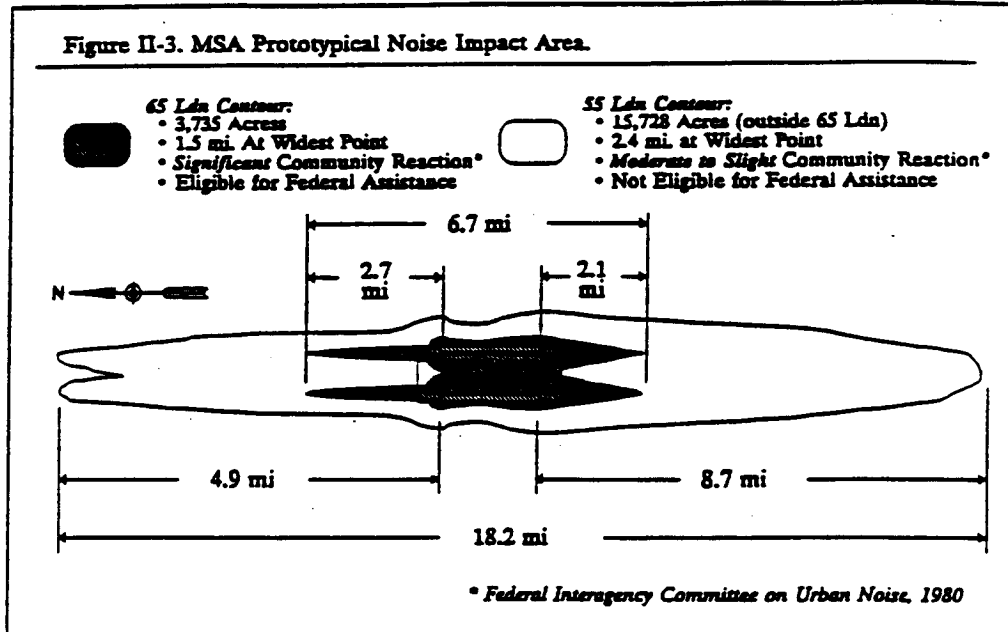 Figure II-3. MSA Prototypical Noise Impact Area.
65 Ldn Contour:
• 3,735 Acress
• 1.5 mi. At Widest Point
• Significant Community Reaction*
• Eligible for Federal Assistance
55 Ldn Contour:
• 15,728 Acres (outside 65 Ldn)
• 2.4 mi. at Widest Point
• Moderate to Slight Community Reaction*
• Not Eligible for Federal Assistance
6.7 mi
2.7
mi
2.1
mi
N
4.9 mi
8.7 mi
18.2 mi
* Federal Interagency Committee on Urban Noise, 1980